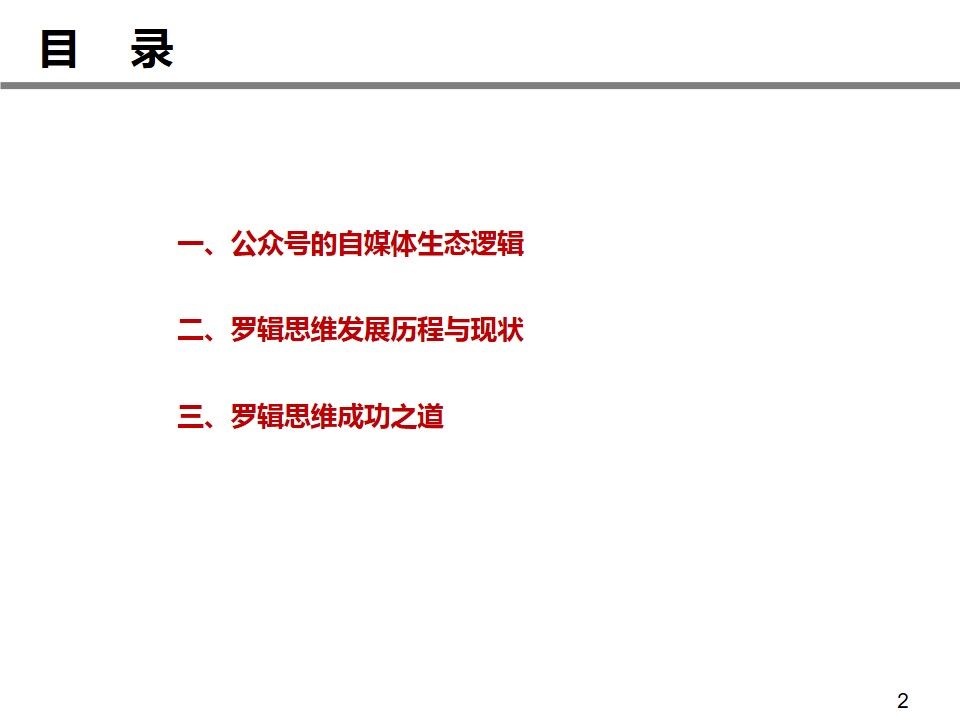 目 录
一、公众号的自媒体生态逻辑
二、罗辑思维发展历程与现状
三、罗辑思维成功之道
2